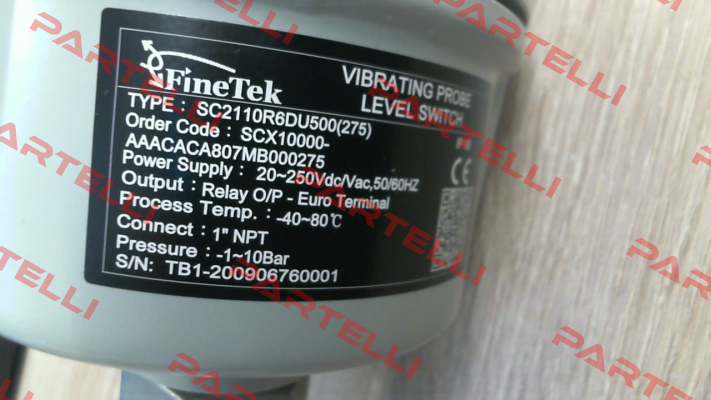 FineTek
VIBRATING PROBE
LEVEL SWITCH
TYPE : SC2110R6DU500(275)
Order Code : SCX10000-
AAACACA807MB000275
Power Supply : 20~250Vdc/Vac,50/60HZ
Output : Relay O/P - Euro Terminal
Process Temp. : -40~80℃
Connect : 1" NPT
Pressure : -1~10Bar
S/N: TB1-200906760001
CE
PARTELLI
PARTELLI
PARTELLI
PARTELLI
PARTELLI
PARTELLI